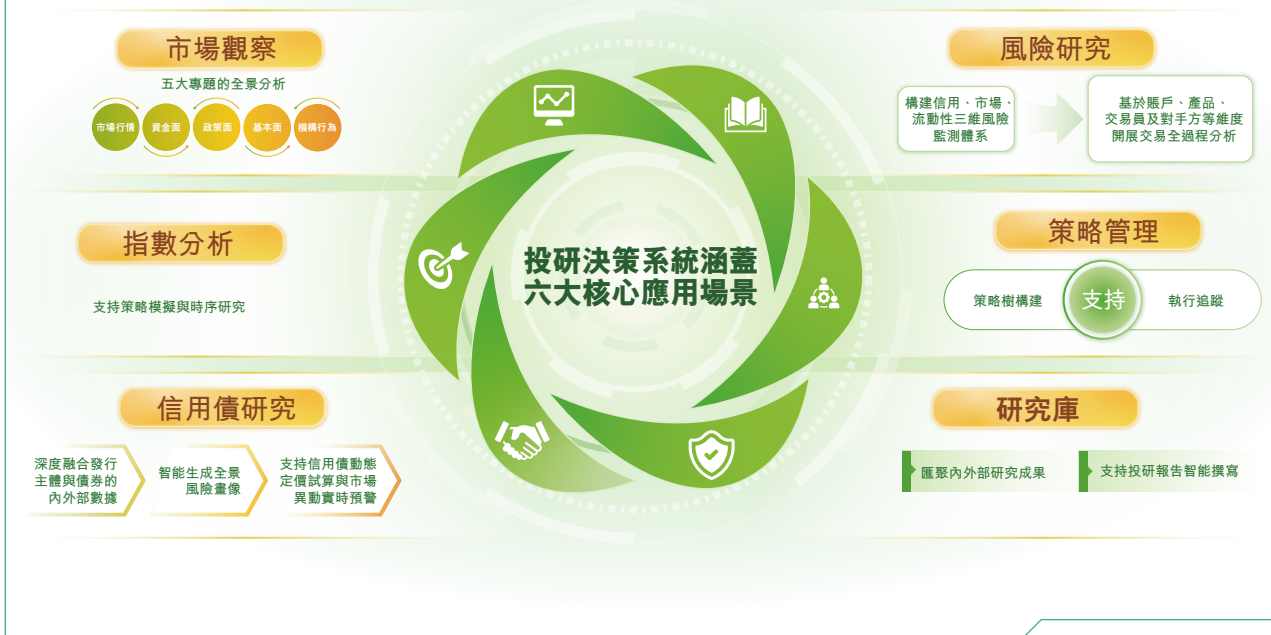 市場觀察
五大專題的全景分析
市場行情
資金面
政策面
基本面
機構行為
指數分析
支持策略模擬與時序研究
信用債研究
深度融合發行
主體與債券的
內外部數據
智能生成全景
風險畫像
支持信用債動態
定價試算與市場
異動實時預警
投研決策系統涵蓋
六大核心應用場景
風險研究
構建信用、市場、
流動性三維風險
監測體系
基於賬戶、產品、
交易員及對手方等維度
開展交易全過程分析
策略管理
策略樹構建
支持
執行追蹤
研究庫
匯聚內外部研究成果
支持投研報告智能撰寫